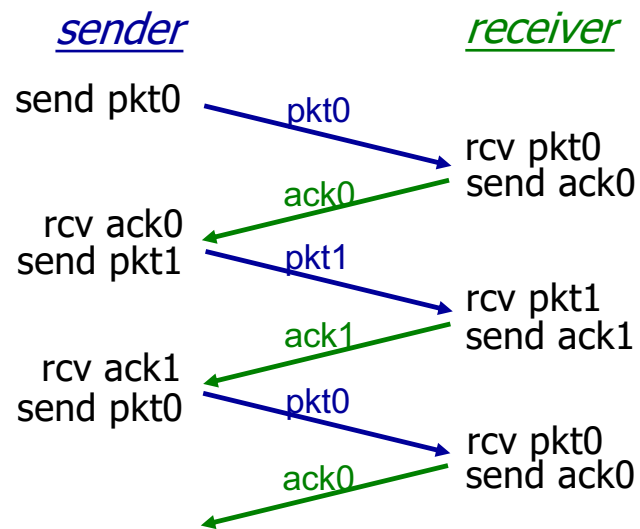 sender
receiver
send pkt0
pkt0
rcv pkt0
send ack0
ack0
rcv ack0
send pkt1
pkt1
rcv pkt1
send ack1
ack1
rcv ack1
send pkt0
pkt0
rcv pkt0
send ack0
ack0